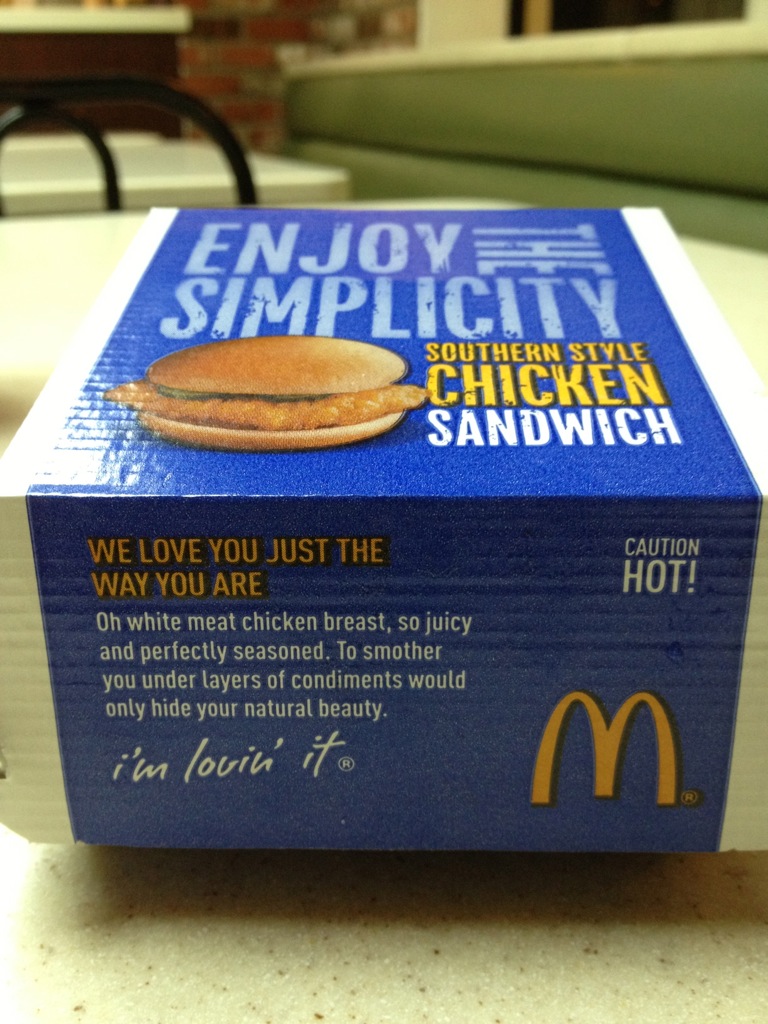 ENJOY THE
SIMPLICITY
SOUTHERN STYLE
CHICKEN
SANDWICH
WE LOVE YOU JUST THE
WAY YOU ARE
Oh white meat chicken breast, so juicy
and perfectly seasoned. To smother
you under layers of condiments would
only hide your natural beauty.
i'm lovin' it®
CAUTION
HOT!
M®